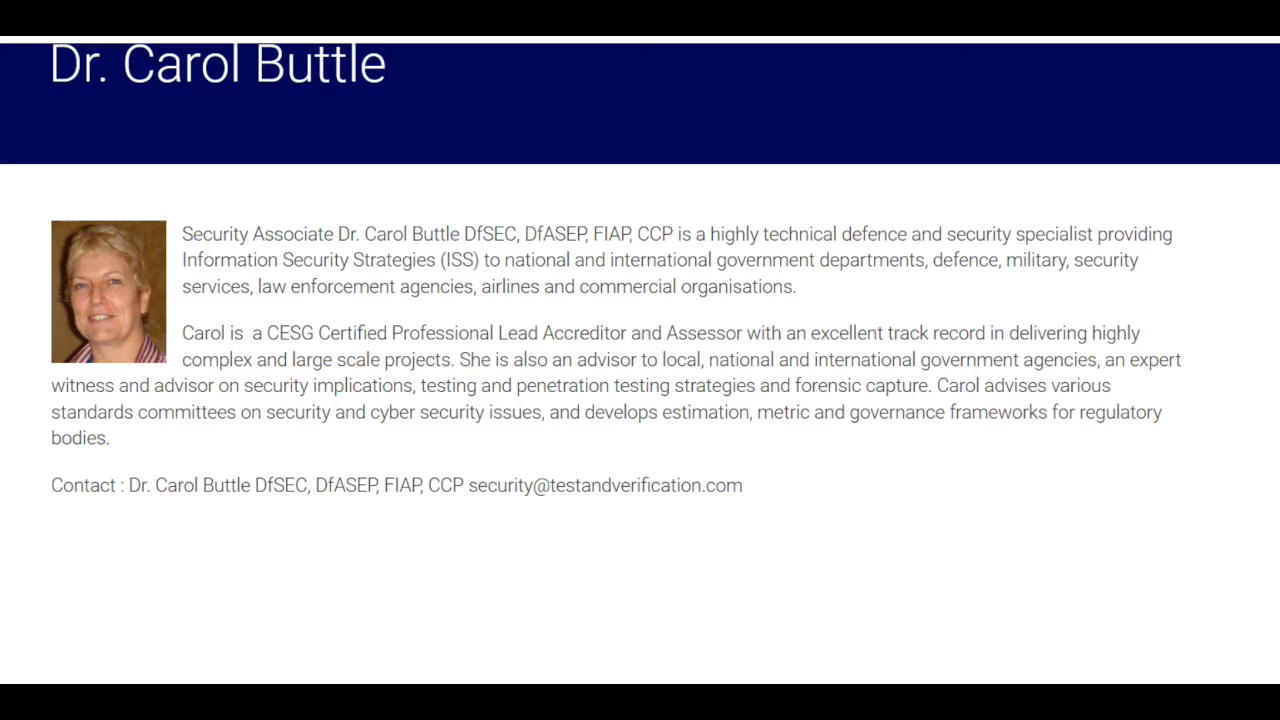 Dr. Carol Buttle
Security Associate Dr. Carol Buttle DfSEC, DfASEP, FIAP, CCP is a highly technical defence and security specialist providing
Information Security Strategies (ISS) to national and international government departments, defence, military, security
services, law enforcement agencies, airlines and commercial organisations.
Carol is  a CESG Certified Professional Lead Accreditor and Assessor with an excellent track record in delivering highly
complex and large scale projects. She is also an advisor to local, national and international government agencies, an expert
witness and advisor on security implications, testing and penetration testing strategies and forensic capture. Carol advises various
standards committees on security and cyber security issues, and develops estimation, metric and governance frameworks for regulatory
bodies.
Contact : Dr. Carol Buttle DfSEC, DfASEP, FIAP, CCP security@testandverification.com